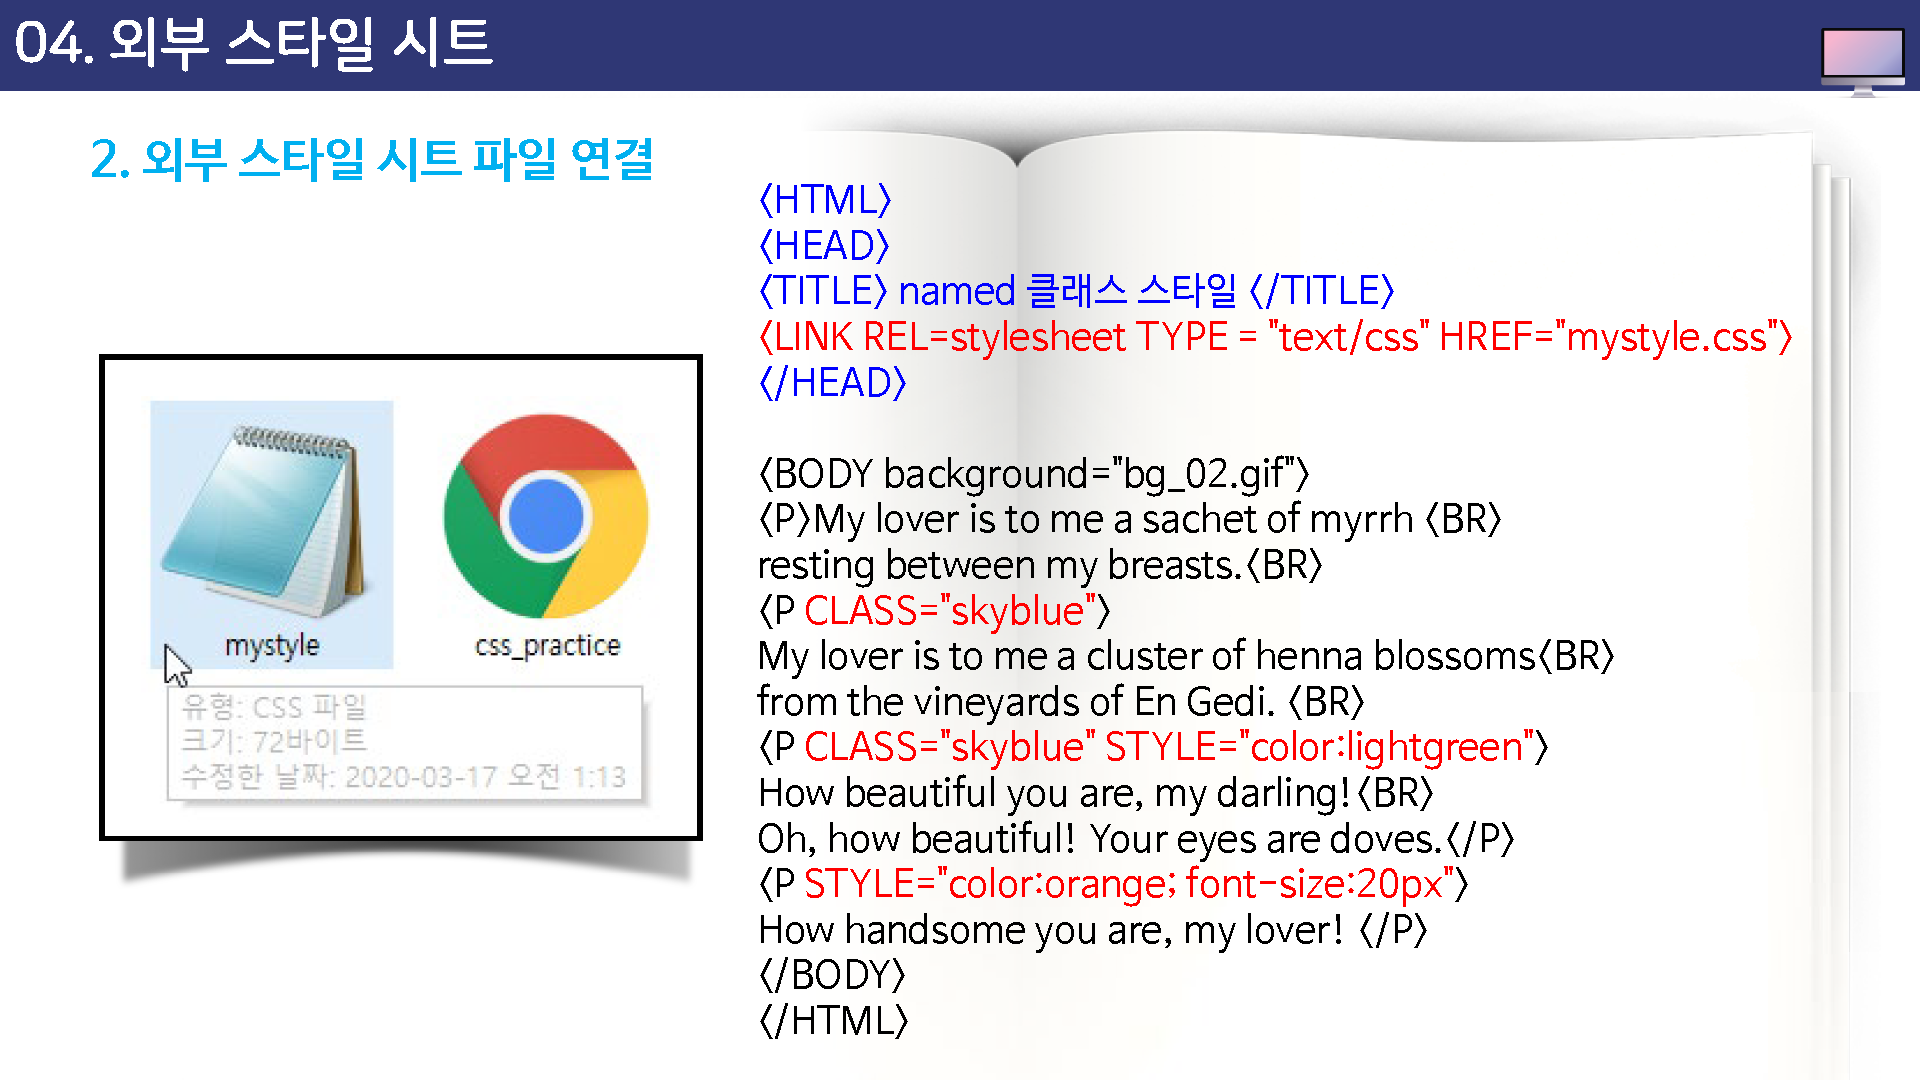 04. 외부 스타일 시트
2. 외부 스타일 시트 파일 연결
mystyle
css_practice
유형: CSS 파일
크기: 72바이트
수정한 날짜: 2020-03-17 오전 1:13
<HTML>
<HEAD>
<TITLE> named 클래스 스타일 </TITLE>
<LINK REL=stylesheet TYPE = "text/css" HREF="mystyle.css">
</HEAD>
<BODY background="bg_02.gif">
<P>My lover is to me a sachet of myrrh <BR>
resting between my breasts.<BR>
<P CLASS="skyblue">
My lover is to me a cluster of henna blossoms<BR>
from the vineyards of En Gedi. <BR>
<P CLASS="skyblue" STYLE="color:lightgreen">
How beautiful you are, my darling!<BR>
Oh, how beautiful! Your eyes are doves.</P>
<P STYLE="color:orange; font-size:20px">
How handsome you are, my lover! </P>
</BODY>
</HTML>